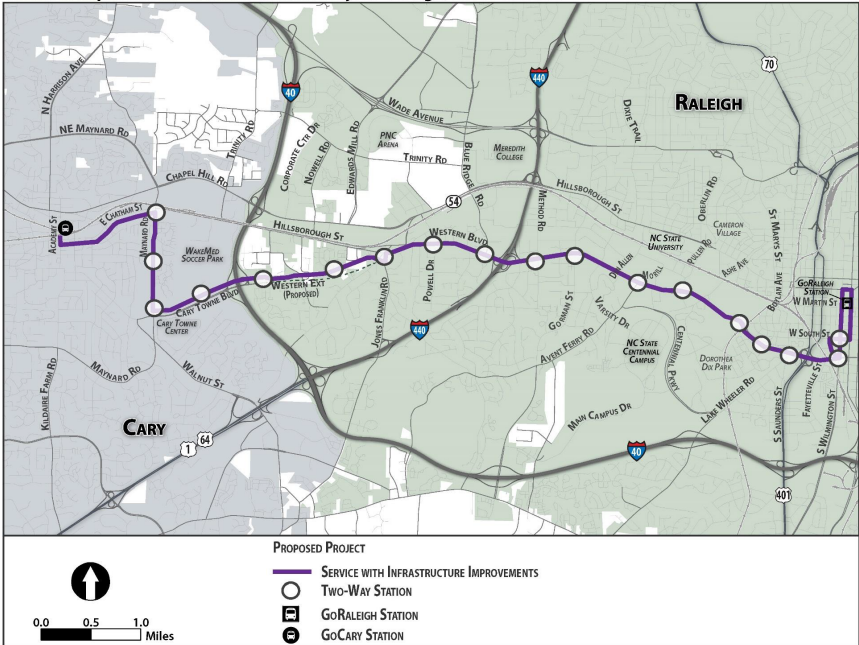 N HARRISON AVE
NE MAYNARD RD
TRINITY RD
CHAPEL HILL RD
40
CORPORATE CTR DR
NOWELL RD
EDWARDS MILL RD
PNC
ARENA
TRINITY RD
WADE AVENUE
BLUE RIDGE RD
MEREDITH
COLLEGE
440
RALEIGH
70
DIXIE TRAIL
OBERLIN RD
CAMERON
VILLAGE
ST MARYS ST
54
HILLSBOROUGH ST
METHOD RD
NC STATE
UNIVERSITY
PULLEN RD
ASHE AVE
BOYLAN AVE
GORALEIGH
STATION
W MARTIN ST
ACADEMY ST
E CHATHAM ST
MAYNARD RD
WAKEMED
SOCCER PARK
HILLSBOROUGH ST
WESTERN BLVD
WESTERN EXT
(PROPOSED)
CARY TOWNE BLVD
CARY TOWNE
CENTER
JONES FRANKLIN RD
POWELL DR
440
DAN ALLEN
MORRILL
GORMAN ST
VARSITY DR
AVENT FERRY RD
NC STATE
CENTENNIAL
CAMPUS
CENTENNIAL PKWY
DOROTHEA
DIX PARK
W SOUTH ST
LAKE WHEELER RD
S SAUNDERS ST
FAYETTEVILLE ST
S WILMINGTON ST
MAYNARD RD
WALNUT ST
KILDAIRE FARM RD
CARY
1
64
MAIN CAMPUS DR
40
401
PROPOSED PROJECT
SERVICE WITH INFRASTRUCTURE IMPROVEMENTS
TWO-WAY STATION
GORALEIGH STATION
GOCARY STATION
0.0 0.5 1.0
Miles